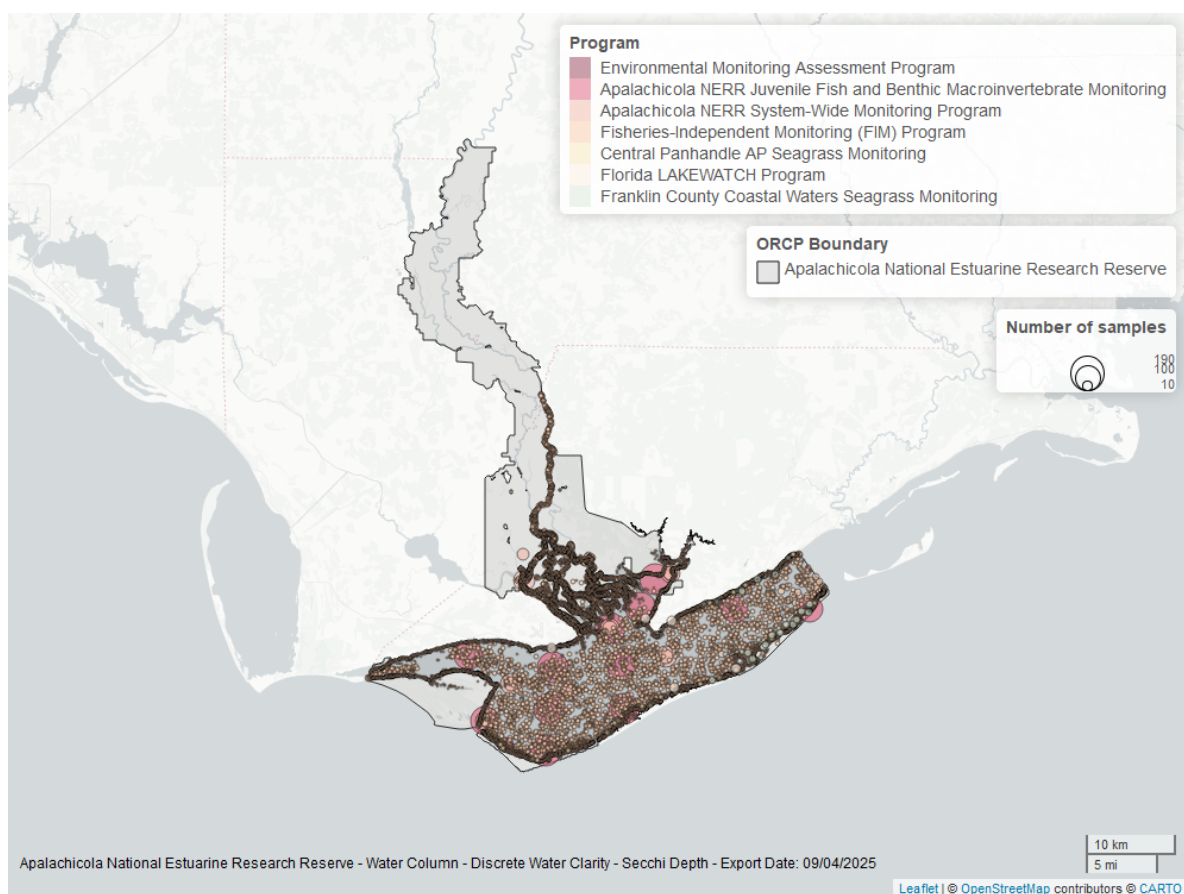 Program
Environmental Monitoring Assessment Program
Apalachicola NERR Juvenile Fish and Benthic Macroinvertebrate Monitoring
Apalachicola NERR System-Wide Monitoring Program
Fisheries-Independent Monitoring (FIM) Program
Central Panhandle AP Seagrass Monitoring
Florida LAKEWATCH Program
Franklin County Coastal Waters Seagrass Monitoring
ORCP Boundary
Apalachicola National Estuarine Research Reserve
Number of samples
190
100
10
10 km
5 mi
Apalachicola National Estuarine Research Reserve - Water Column - Discrete Water Clarity - Secchi Depth - Export Date: 09/04/2025
Leaflet | © OpenStreetMap contributors © CARTO